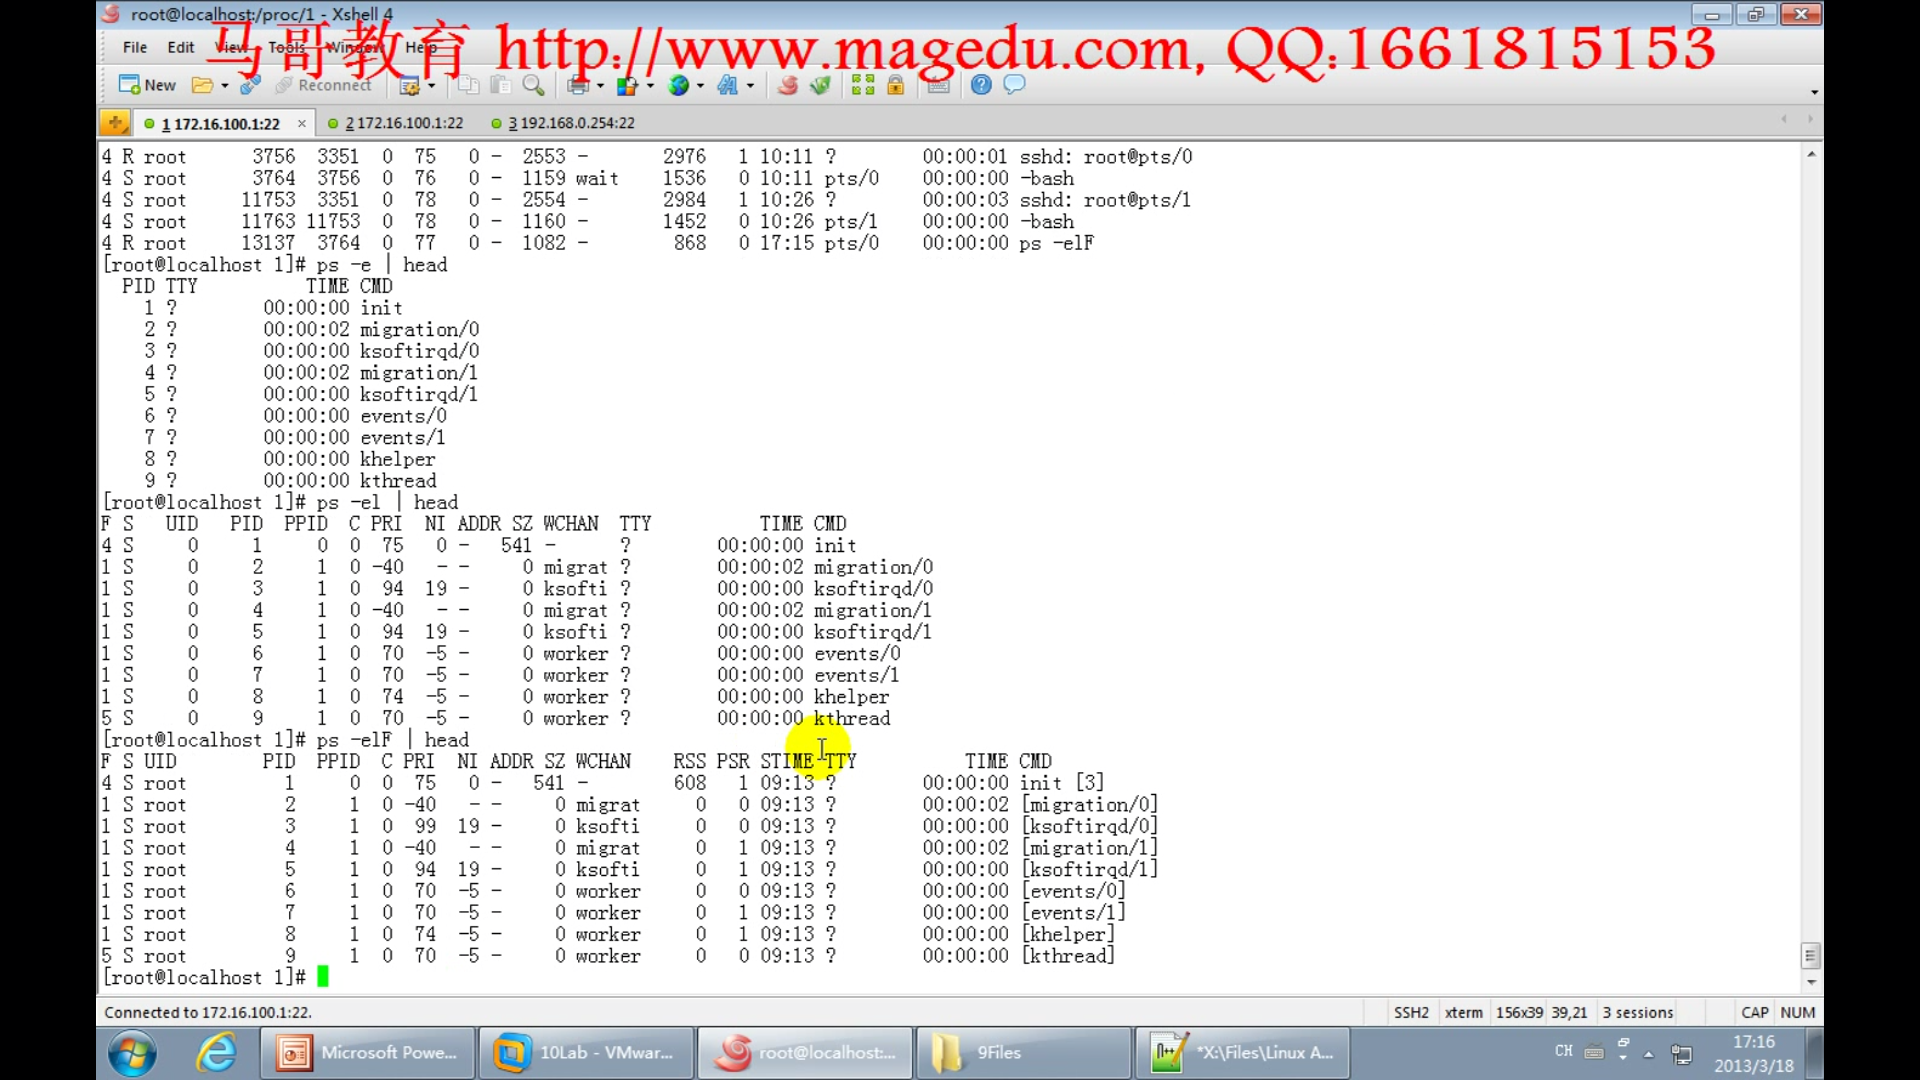 root@localhost:/proc/1 - Xshell 4
File Edit View Tools Window Help
马哥教育 http://www.magedu.com, QQ:1661815153
New Reconnect
1 172.16.100.1:22 × 2 172.16.100.1:22 3 192.168.0.254:22
4 R root 3756 3351 0 75 0 - 2553 - 2976 1 10:11 ? 00:00:01 sshd: root@pts/0
4 S root 3764 3756 0 76 0 - 1159 wait 1536 0 10:11 pts/0 00:00:00 -bash
4 S root 11753 3351 0 78 0 - 2554 - 2984 1 10:26 ? 00:00:03 sshd: root@pts/1
4 S root 11763 11753 0 78 0 - 1160 - 1452 0 10:26 pts/1 00:00:00 -bash
4 R root 13137 3764 0 77 0 - 1082 - 868 0 17:15 pts/0 00:00:00 ps -elF
[root@localhost 1]# ps -e | head
PID TTY TIME CMD
1 ? 00:00:00 init
2 ? 00:00:02 migration/0
3 ? 00:00:00 ksoftirqd/0
4 ? 00:00:02 migration/1
5 ? 00:00:00 ksoftirqd/1
6 ? 00:00:00 events/0
7 ? 00:00:00 events/1
8 ? 00:00:00 khelper
9 ? 00:00:00 kthread
[root@localhost 1]# ps -el | head
F S UID PID PPID C PRI NI ADDR SZ WCHAN TTY TIME CMD
4 S 0 1 0 0 75 0 - 541 - ? 00:00:00 init
1 S 0 2 1 0 -40 - - 0 migrat ? 00:00:02 migration/0
1 S 0 3 1 0 94 19 - 0 ksofti ? 00:00:00 ksoftirqd/0
1 S 0 4 1 0 -40 - - 0 migrat ? 00:00:02 migration/1
1 S 0 5 1 0 94 19 - 0 ksofti ? 00:00:00 ksoftirqd/1
1 S 0 6 1 0 70 -5 - 0 worker ? 00:00:00 events/0
1 S 0 7 1 0 70 -5 - 0 worker ? 00:00:00 events/1
1 S 0 8 1 0 74 -5 - 0 worker ? 00:00:00 khelper
5 S 0 9 1 0 70 -5 - 0 worker ? 00:00:00 kthread
[root@localhost 1]# ps -elF | head
F S UID PID PPID C PRI NI ADDR SZ WCHAN RSS PSR STIME TTY TIME CMD
4 S root 1 0 0 75 0 - 541 - 608 1 09:13 ? 00:00:00 init [3]
1 S root 2 1 0 -40 - - 0 migrat 0 0 09:13 ? 00:00:02 [migration/0]
1 S root 3 1 0 99 19 - 0 ksofti 0 0 09:13 ? 00:00:00 [ksoftirqd/0]
1 S root 4 1 0 -40 - - 0 migrat 0 1 09:13 ? 00:00:02 [migration/1]
1 S root 5 1 0 94 19 - 0 ksofti 0 1 09:13 ? 00:00:00 [ksoftirqd/1]
1 S root 6 1 0 70 -5 - 0 worker 0 0 09:13 ? 00:00:00 [events/0]
1 S root 7 1 0 70 -5 - 0 worker 0 1 09:13 ? 00:00:00 [events/1]
1 S root 8 1 0 74 -5 - 0 worker 0 1 09:13 ? 00:00:00 [khelper]
5 S root 9 1 0 70 -5 - 0 worker 0 0 09:13 ? 00:00:00 [kthread]
[root@localhost 1]#
Connected to 172.16.100.1:22. SSH2 xterm 156x39 39,21 3 sessions CAP NUM
Microsoft Powe... 10Lab - VMwar... root@localhost:... 9Files *X:\Files\Linux A... CH 17:16
2013/3/18